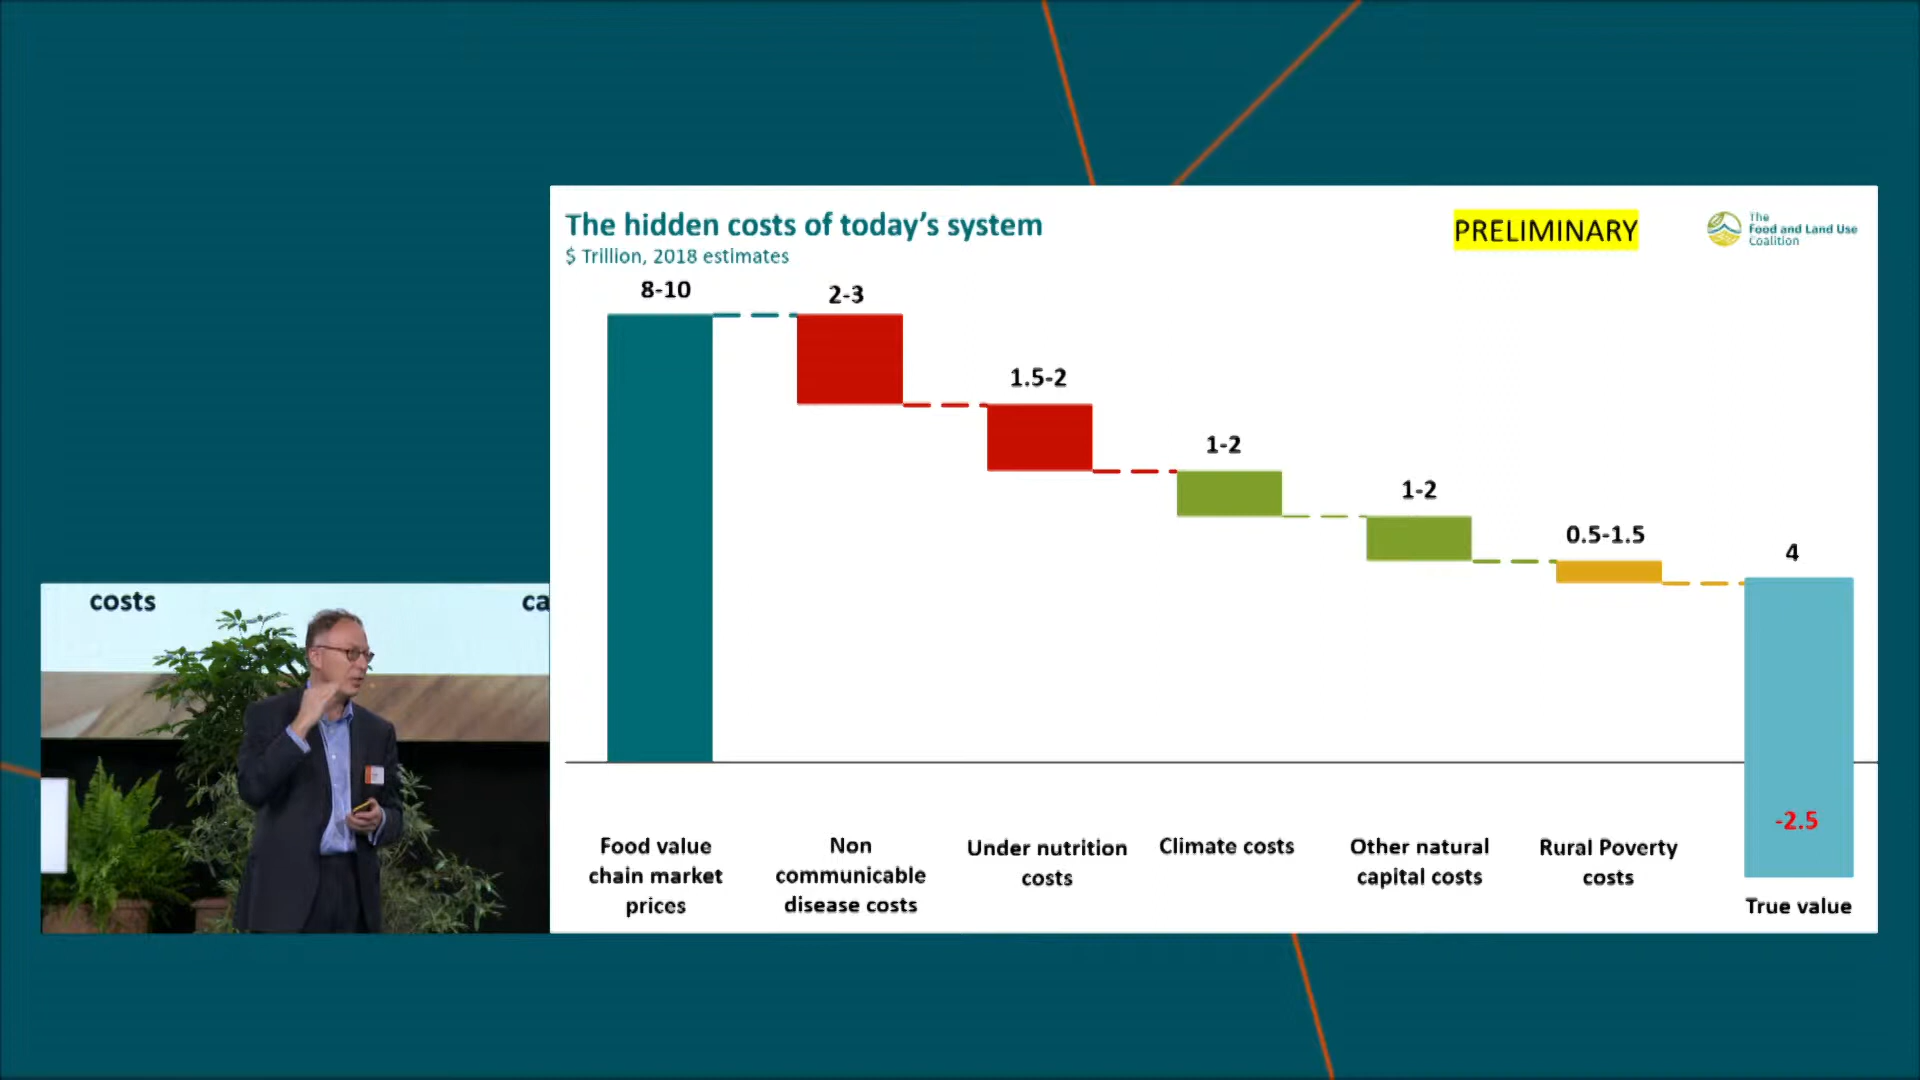 The hidden costs of today's system
$ Trillion, 2018 estimates
PRELIMINARY
The
Food and Land Use
Coalition
8-10
2-3
1.5-2
1-2
1-2
0.5-1.5
4
-2.5
Food value
chain market
prices
Non
communicable
disease costs
Under nutrition
costs
Climate costs
Other natural
capital costs
Rural Poverty
costs
True value
costs
ca